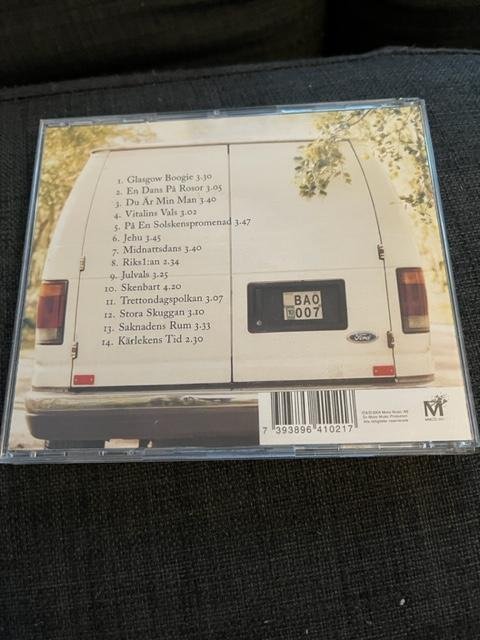 1. Glasgow Boogie 3.30
2. En Dans På Rosor 3.05
3. Du Är Min Man 3.40
4. Vitalins Vals 3.02
5. På En Solskenspromenad 3.47
6. Jehu 3.45
7. Midnattsdans 3.40
8. Riks1:an 2.34
9. Julvals 3.25
10. Skenbart 4.20
11. Trettondagspolkan 3.07
12. Stora Skuggan 3.10
13. Saknadens Rum 3.33
14. Kärlekens Tid 2.30
BAO
007
Ford
7 393896 410217
M